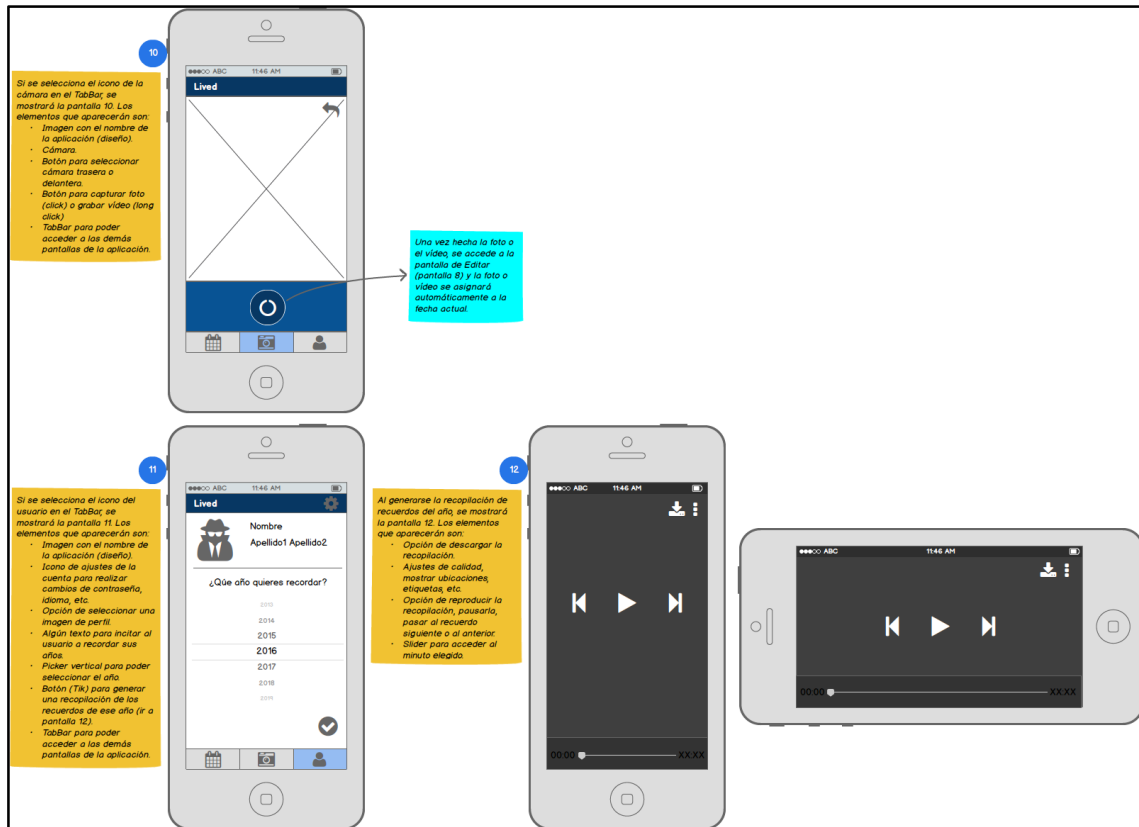 10
Si se selecciona el icono de la
cámara en el TabBar, se
mostrará la pantalla 10. Los
elementos que aparecerán son:
• Imagen con el nombre de
la aplicación (diseño).
• Cámara.
• Botón para seleccionar
cámara trasera o
delantera.
• Botón para capturar foto
(click) o grabar vídeo (long
click)
• TabBar para poder
acceder a las demás
pantallas de la aplicación.
ABC 11:46 AM
Lived
Una vez hecha la foto o
el vídeo, se accede a la
pantalla de Editar
(pantalla 8) y la foto o
vídeo se asignará
automáticamente a la
fecha actual.
11
Si se selecciona el icono del
usuario en el TabBar, se
mostrará la pantalla 11. Los
elementos que aparecerán son:
• Imagen con el nombre de
la aplicación (diseño).
• Icono de ajustes de la
cuenta para realizar
cambios de contraseña,
idioma, etc.
• Opción de seleccionar una
imagen de perfil.
• Algún texto para incitar al
usuario a recordar sus
años.
• Picker vertical para poder
seleccionar el año.
• Botón (Tik) para generar
una recopilación de los
recuerdos de ese año (ir a
pantalla 12).
• TabBar para poder
acceder a las demás
pantallas de la aplicación.
ABC 11:46 AM
Lived
Nombre
Apellido1 Apellido2
¿Qúe año quieres recordar?
2013
2014
2015
2016
2017
2018
2019
12
Al generarse la recopilación de
recuerdos del año, se mostrará
la pantalla 12. Los elementos
que aparecerán son:
• Opción de descargar la
recopilación.
• Ajustes de calidad,
mostrar ubicaciones,
etiquetas, etc.
• Opción de reproducir la
recopilación, pausarla,
pasar al recuerdo
siguiente o al anterior.
• Slider para acceder al
minuto elegido.
ABC 11:46 AM
00:00 XX:XX
ABC 11:46 AM
00:00 XX:XX